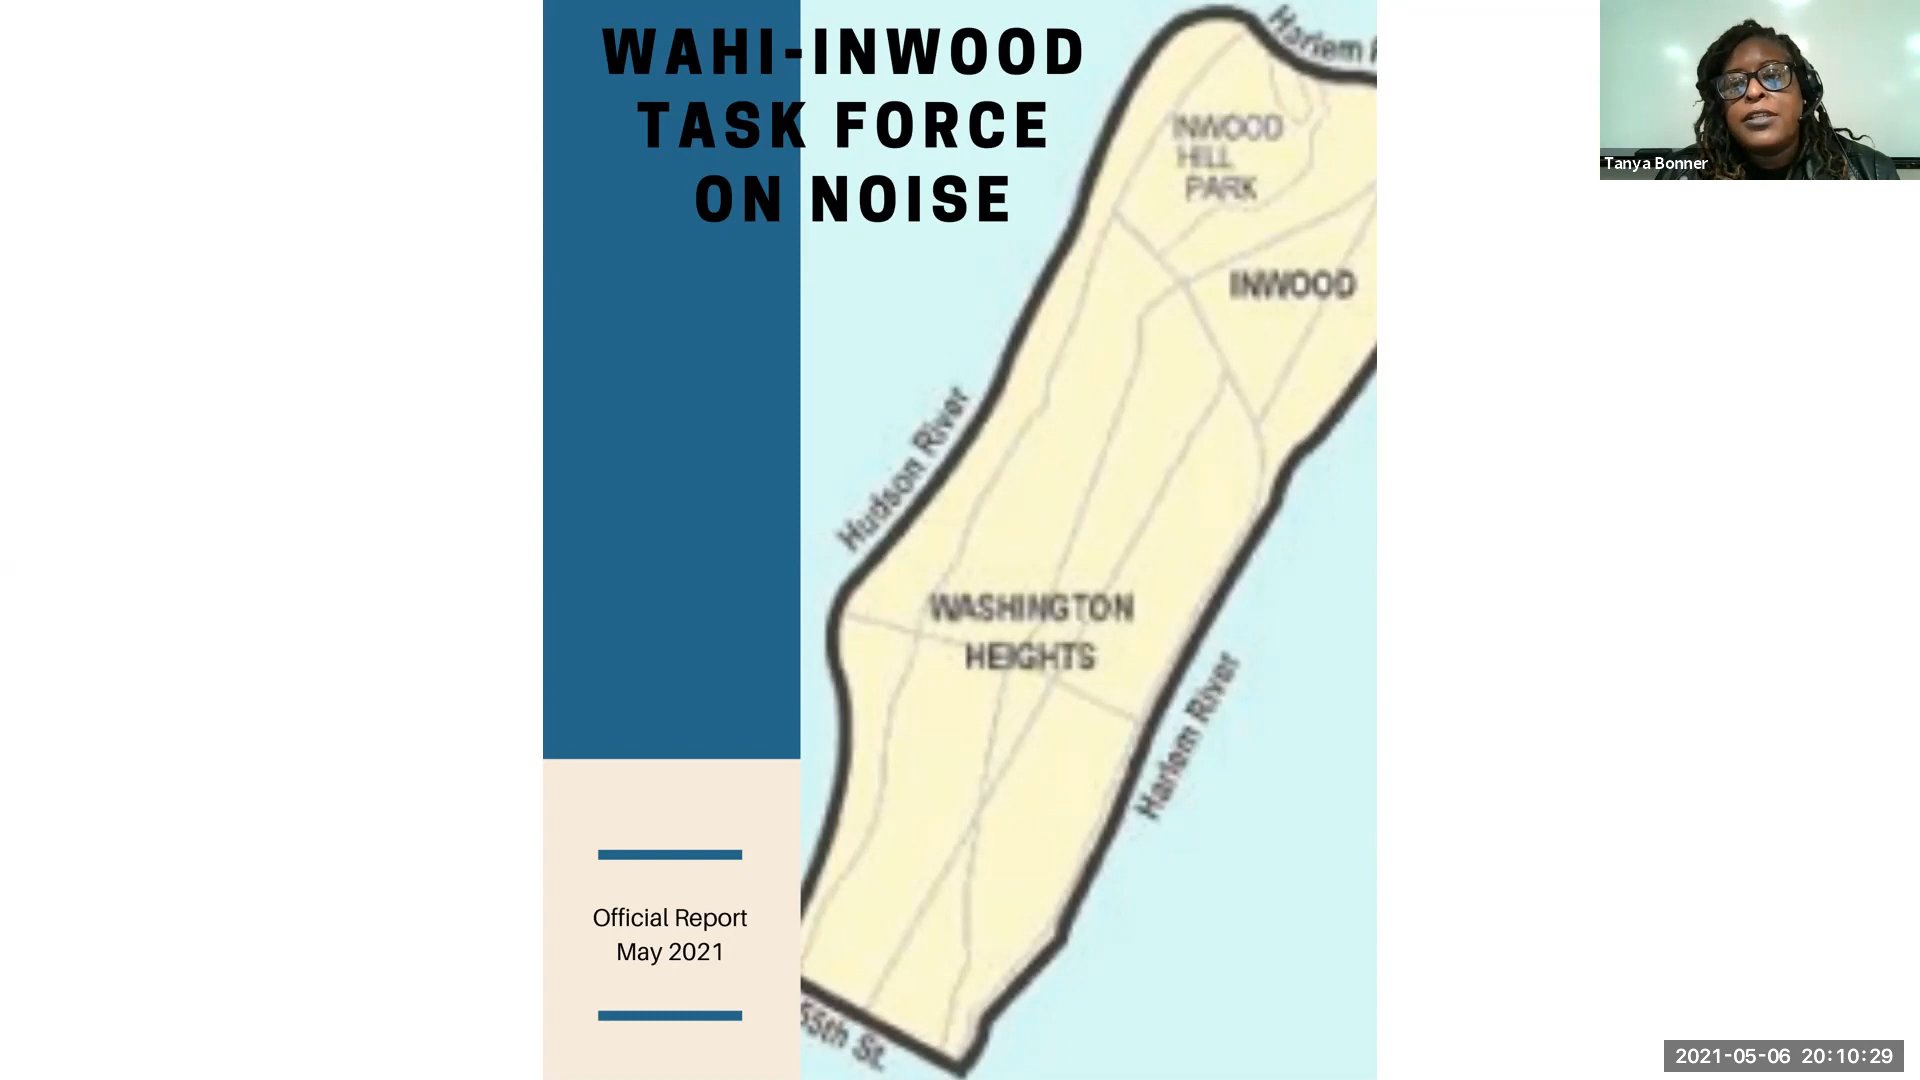 WAHI-INWOOD
TASK FORCE
ON NOISE
Harlem
INWOOD
HILL
PARK
INWOOD
Hudson River
WASHINGTON
HEIGHTS
Harlem River
Official Report
May 2021
55th St.
Tanya Bonner
2021-05-06 20:10:29